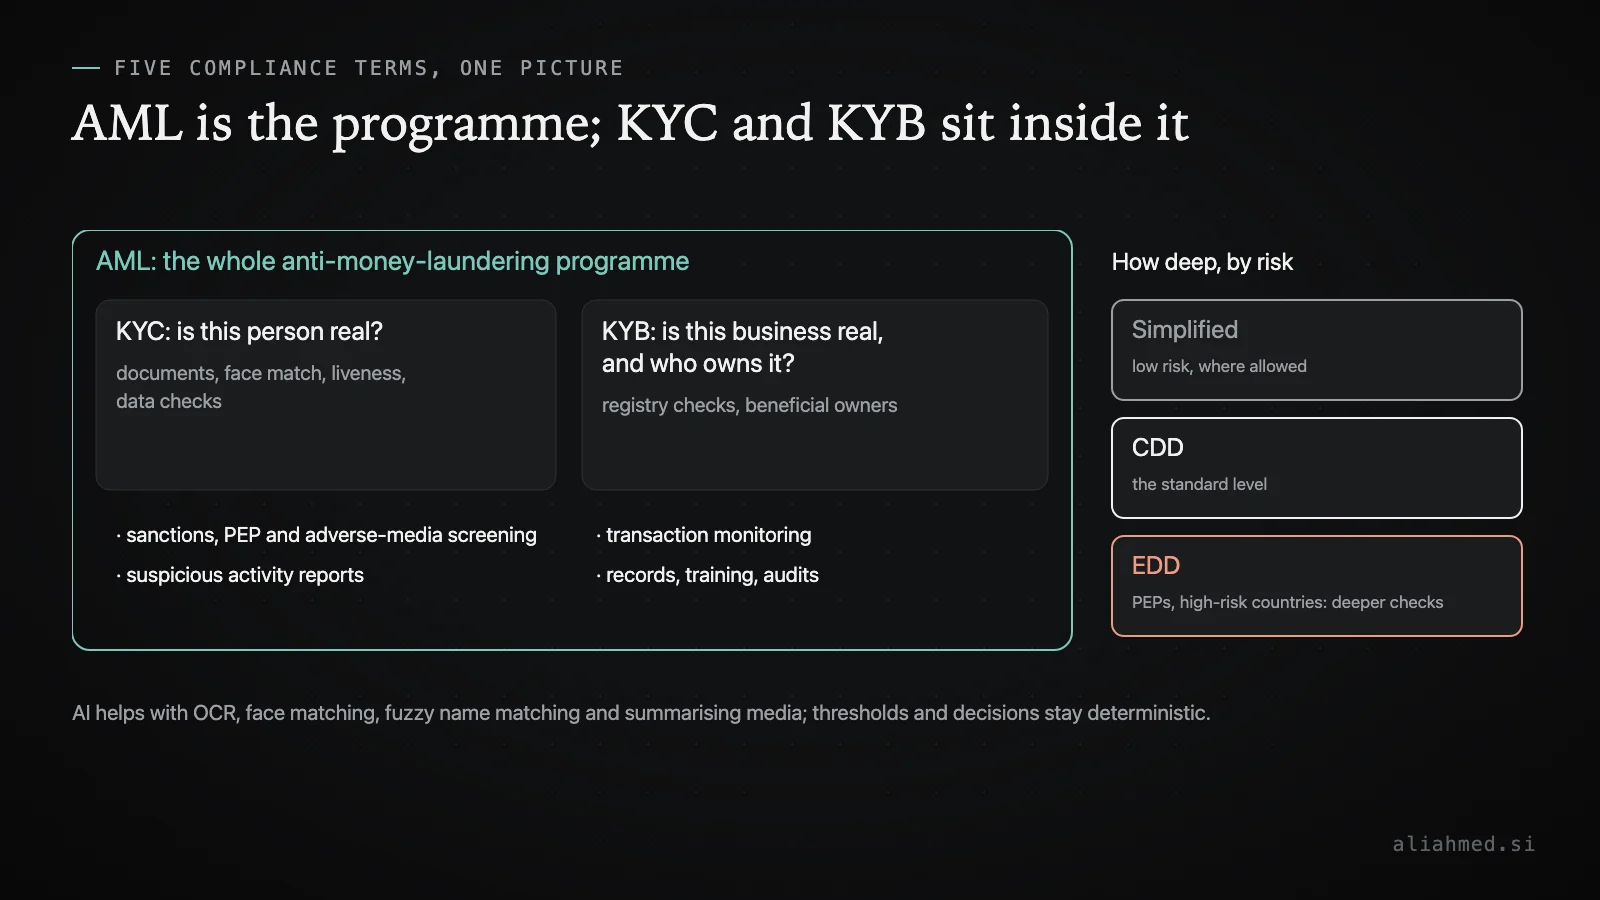 FIVE COMPLIANCE TERMS, ONE PICTURE
AML is the programme; KYC and KYB sit inside it
AML: the whole anti-money-laundering programme
KYC: is this person real?
documents, face match, liveness,
data checks
KYB: is this business real,
and who owns it?
registry checks, beneficial owners
· sanctions, PEP and adverse-media screening
· suspicious activity reports
· transaction monitoring
· records, training, audits
How deep, by risk
Simplified
low risk, where allowed
CDD
the standard level
EDD
PEPs, high-risk countries: deeper checks
AI helps with OCR, face matching, fuzzy name matching and summarising media; thresholds and decisions stay deterministic.
aliahmed.si